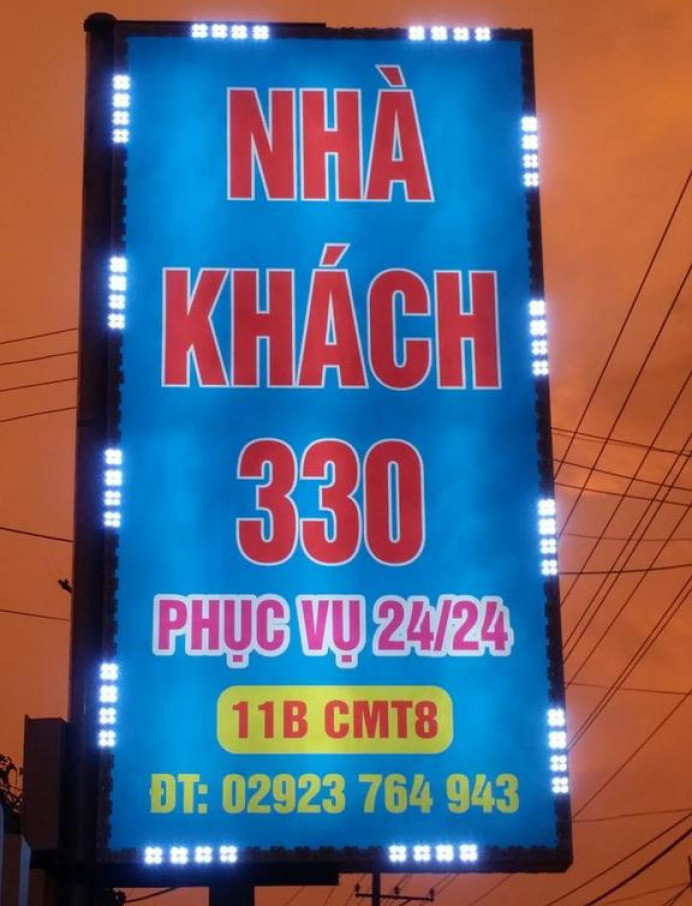 NHÀ
KHÁCH
330
PHỤC VỤ 24/24
11B CMT8
ĐT: 02923 764 943